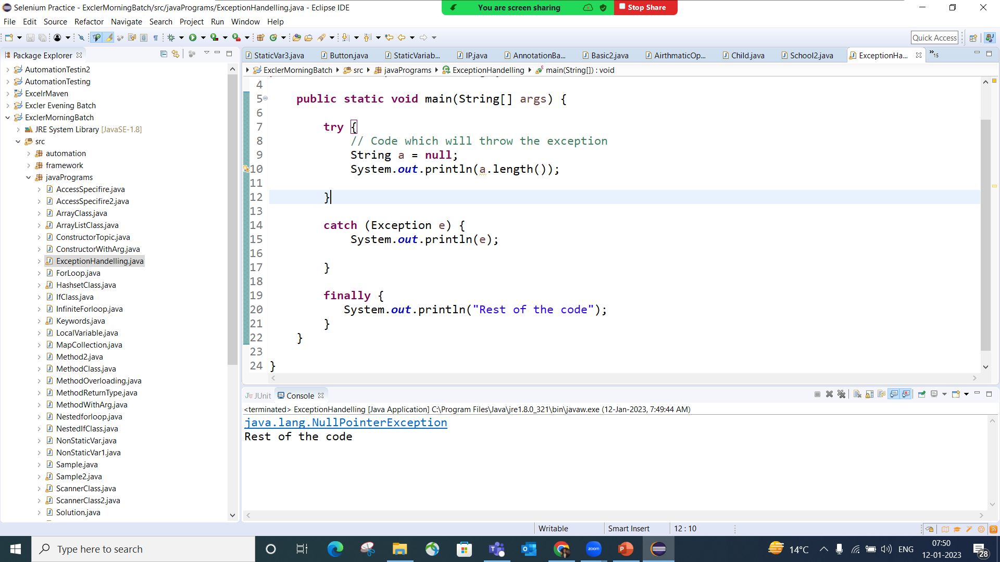 Selenium Practice - ExclerMorningBatch/src/javaPrograms/ExceptionHandelling.java - Eclipse IDE
You are screen sharing
Stop Share
File Edit Source Refactor Navigate Search Project Run Window Help
Quick Access
Package Explorer
StaticVar3.java Button.java StaticVariab... IP.java AnnotationBa... Basic2.java AirthmaticOp... Child.java School2.java ExceptionHa... »15
ExclerMorningBatch src javaPrograms ExceptionHandelling main(String[]) : void
AutomationTestin2
AutomationTesting
ExcelrMaven
Excler Evening Batch
ExclerMorningBatch
JRE System Library [JavaSE-1.8]
src
automation
framework
javaPrograms
AccessSpecifire.java
AccessSpecifire2.java
ArrayClass.java
ArrayListClass.java
ConstructorTopic.java
ConstructorWithArg.java
ExceptionHandelling.java
ForLoop.java
HashsetClass.java
IfClass.java
InfiniteForloop.java
Keywords.java
LocalVariable.java
MapCollection.java
Method2.java
MethodClass.java
MethodOverloading.java
MethodReturnType.java
MethodWithArg.java
Nestedforloop.java
NestedIfClass.java
NonStaticVar.java
NonStaticVar1.java
Sample.java
Sample2.java
ScannerClass.java
ScannerClass2.java
Solution.java
4
5 public static void main(String[] args) {
6
7 try {
8 // Code which will throw the exception
9 String a = null;
10 System.out.println(a.length());
11
12 }
13
14 catch (Exception e) {
15 System.out.println(e);
16
17 }
18
19 finally {
20 System.out.println("Rest of the code");
21 }
22 }
23
24 }
JUnit Console
<terminated> ExceptionHandelling [Java Application] C:\Program Files\Java\jre1.8.0_321\bin\javaw.exe (12-Jan-2023, 7:49:44 AM)
java.lang.NullPointerException
Rest of the code
Writable Smart Insert 12 : 10
Type here to search
zoom
14°C
ENG
07:50
12-01-2023
28